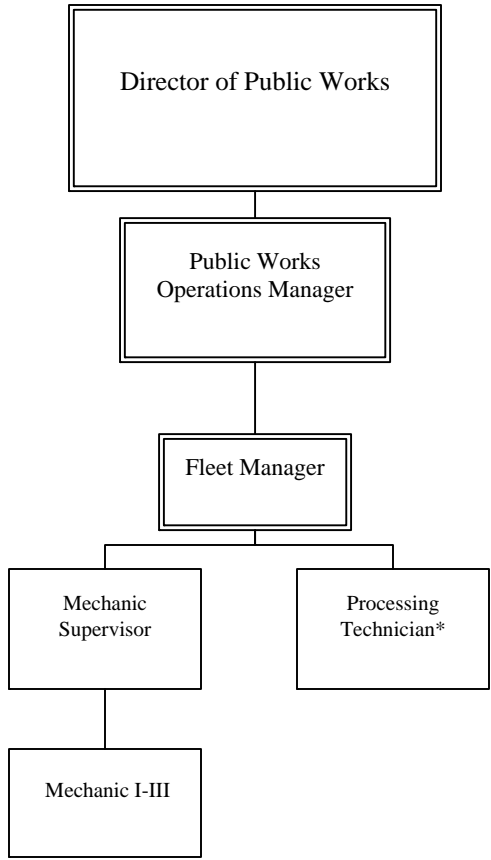 Director of Public Works
Public Works
Operations Manager
Fleet Manager
Mechanic
Supervisor
Processing
Technician*
Mechanic I-III